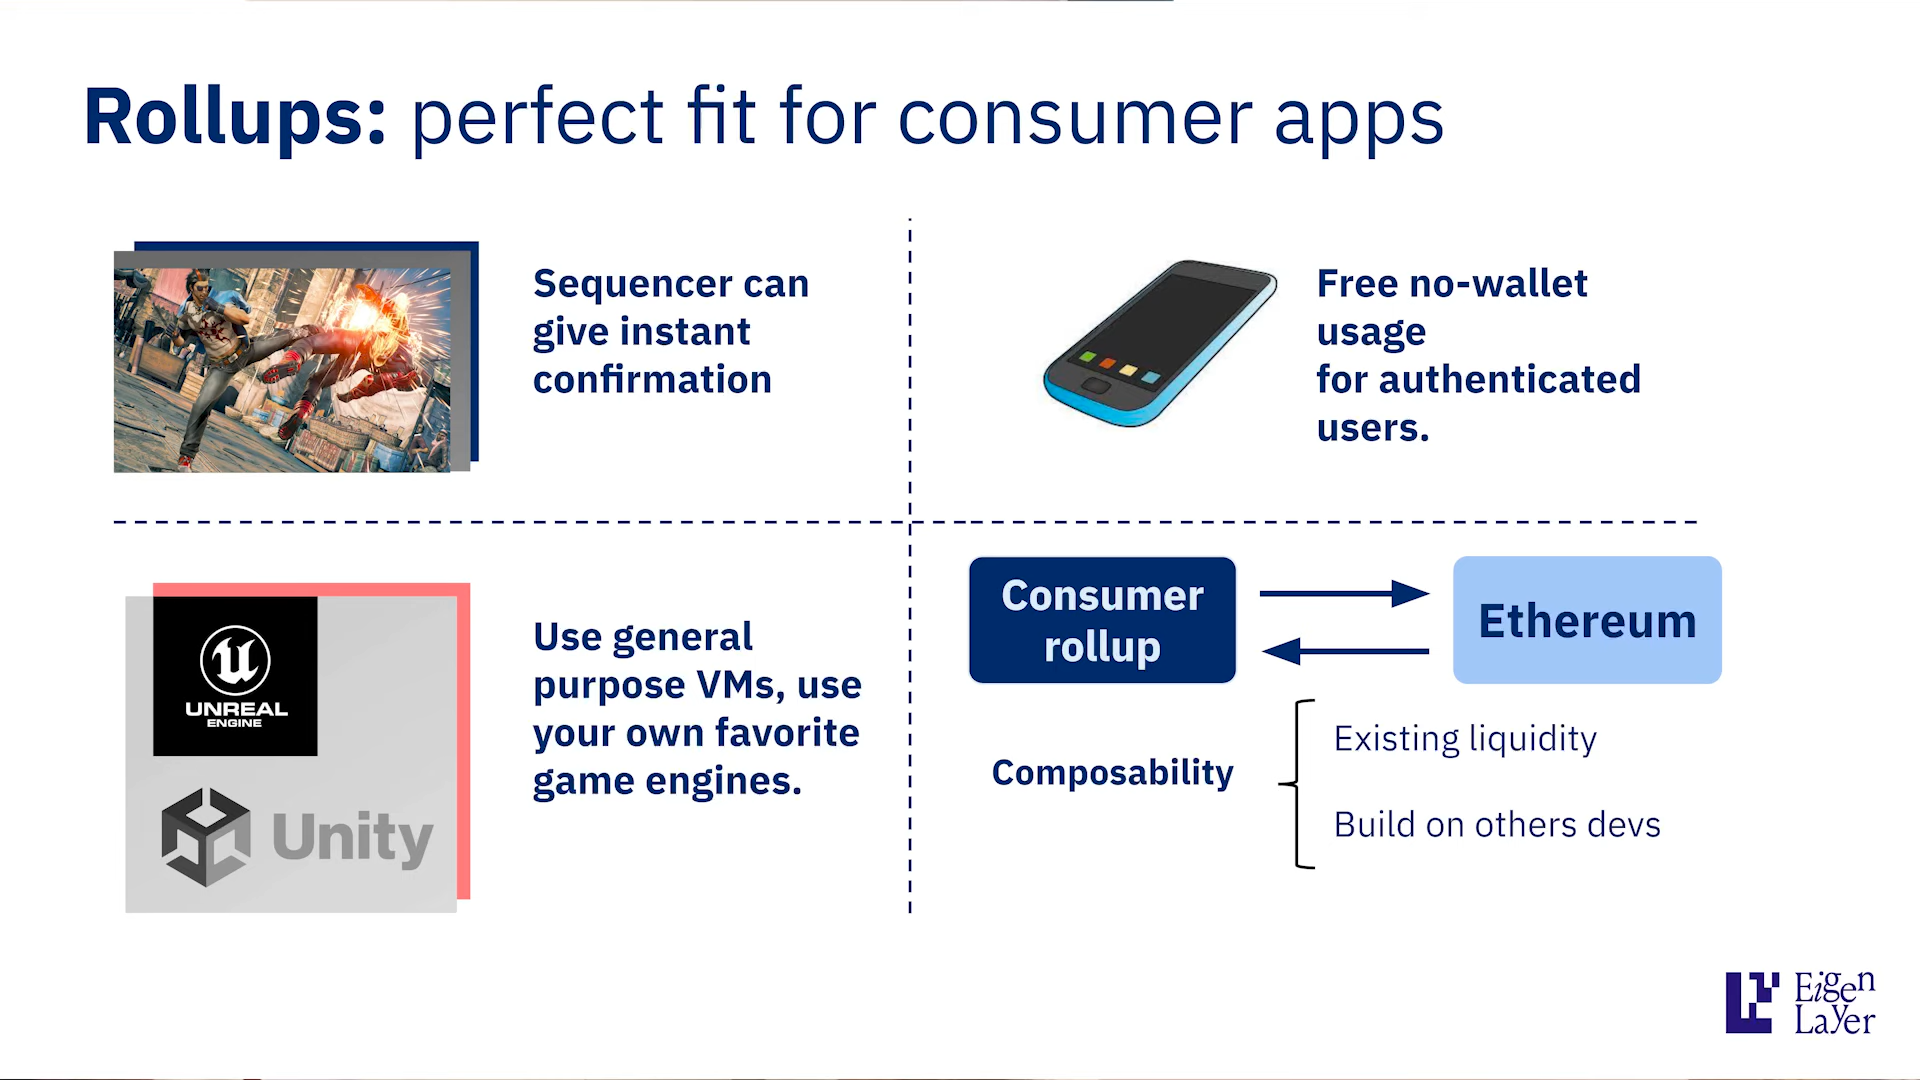 Rollups: perfect fit for consumer apps
Sequencer can
give instant
confirmation
Free no-wallet
usage
for authenticated
users.
UNREAL
ENGINE
Unity
Use general
purpose VMs, use
your own favorite
game engines.
Consumer
rollup
Ethereum
Composability
Existing liquidity
Build on others devs
Eigen
Layer